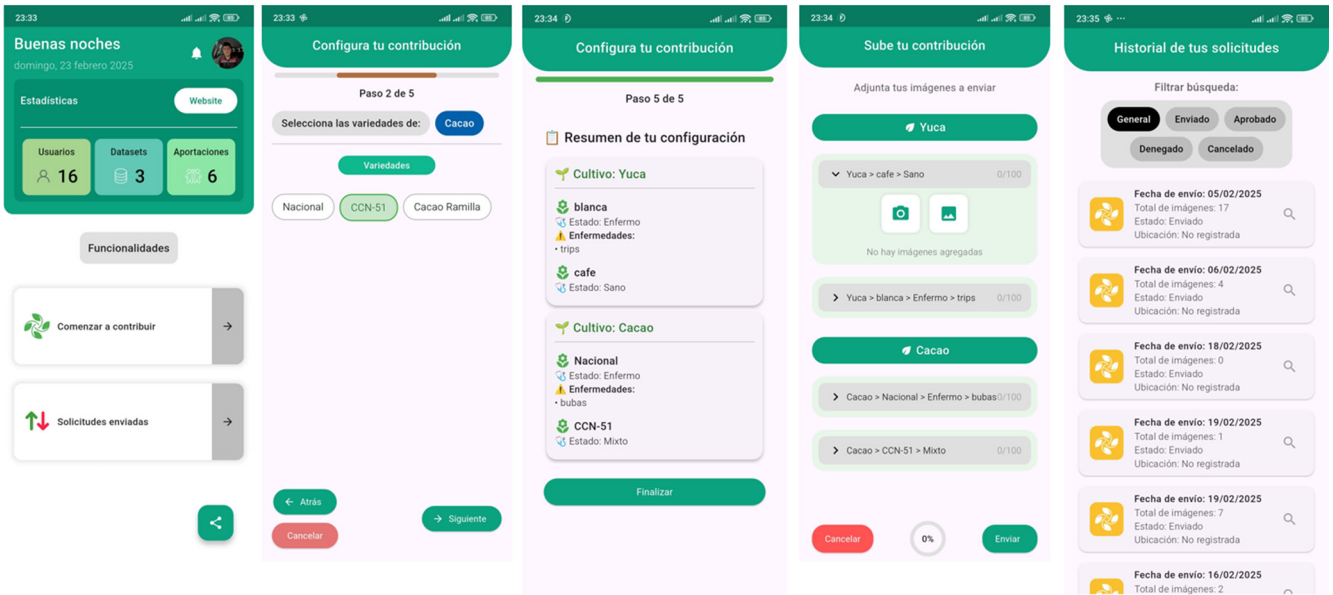 23:33
Buenas noches
domingo, 23 febrero 2025
Estadísticas
Website
Usuarios
16
Datasets
3
Aportaciones
6
Funcionalidades
Comenzar a contribuir
Solicitudes enviadas
23:33
Configura tu contribución
Paso 2 de 5
Selecciona las variedades de:
Cacao
Variedades
Nacional
CCN-51
Cacao Ramilla
Atrás
Siguiente
Cancelar
23:34
Configura tu contribución
Paso 5 de 5
Resumen de tu configuración
Cultivo: Yuca
blanca
Estado: Enfermo
Enfermedades:
• trips
cafe
Estado: Sano
Cultivo: Cacao
Nacional
Estado: Enfermo
Enfermedades:
• bubas
CCN-51
Estado: Mixto
Finalizar
23:34
Sube tu contribución
Adjunta tus imágenes a enviar
Yuca
Yuca > cafe > Sano 0/100
No hay imágenes agregadas
Yuca > blanca > Enfermo > trips 0/100
Cacao
Cacao > Nacional > Enfermo > bubas 0/100
Cacao > CCN-51 > Mixto 0/100
Cancelar
0%
Enviar
23:35
Historial de tus solicitudes
Filtrar búsqueda:
General
Enviado
Aprobado
Denegado
Cancelado
Fecha de envío: 05/02/2025
Total de imágenes: 17
Estado: Enviado
Ubicación: No registrada
Fecha de envío: 06/02/2025
Total de imágenes: 4
Estado: Enviado
Ubicación: No registrada
Fecha de envío: 18/02/2025
Total de imágenes: 0
Estado: Enviado
Ubicación: No registrada
Fecha de envío: 19/02/2025
Total de imágenes: 1
Estado: Enviado
Ubicación: No registrada
Fecha de envío: 19/02/2025
Total de imágenes: 7
Estado: Enviado
Ubicación: No registrada
Fecha de envío: 16/02/2025
Total de imágenes: 2